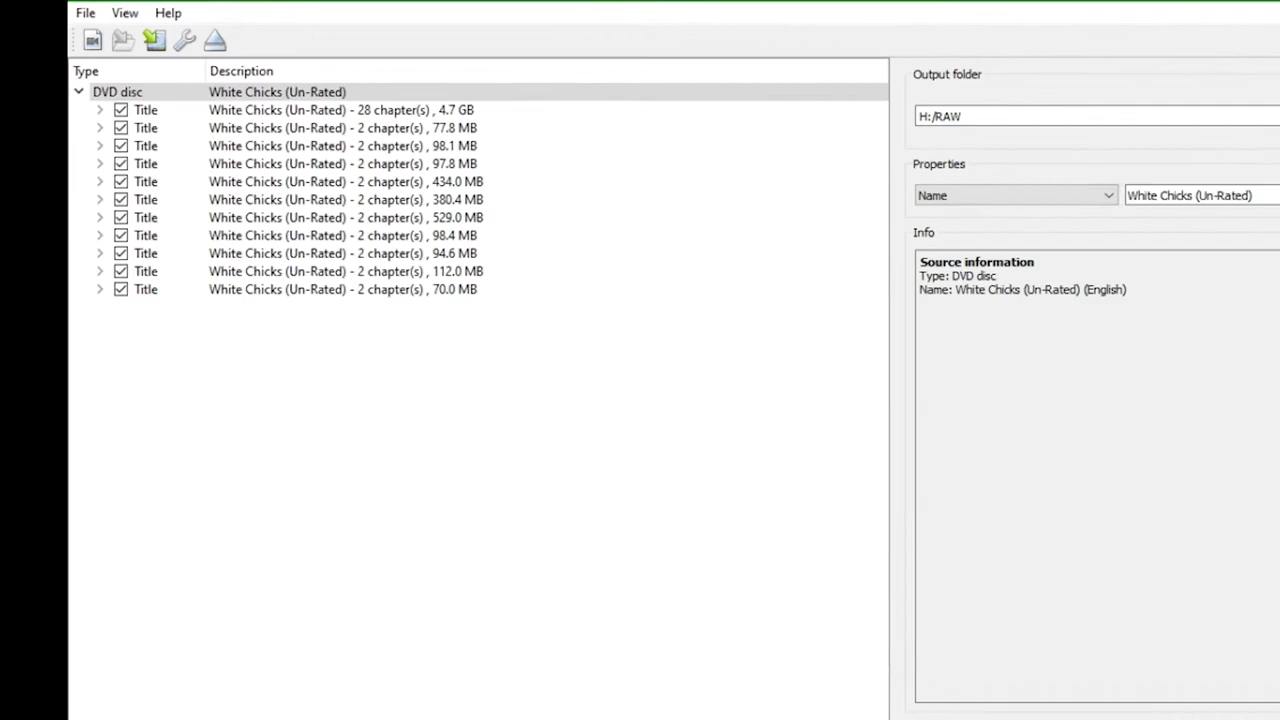 File View Help
Type Description
DVD disc White Chicks (Un-Rated)
Title White Chicks (Un-Rated) - 28 chapter(s) , 4.7 GB
Title White Chicks (Un-Rated) - 2 chapter(s) , 77.8 MB
Title White Chicks (Un-Rated) - 2 chapter(s) , 98.1 MB
Title White Chicks (Un-Rated) - 2 chapter(s) , 97.8 MB
Title White Chicks (Un-Rated) - 2 chapter(s) , 434.0 MB
Title White Chicks (Un-Rated) - 2 chapter(s) , 380.4 MB
Title White Chicks (Un-Rated) - 2 chapter(s) , 529.0 MB
Title White Chicks (Un-Rated) - 2 chapter(s) , 98.4 MB
Title White Chicks (Un-Rated) - 2 chapter(s) , 94.6 MB
Title White Chicks (Un-Rated) - 2 chapter(s) , 112.0 MB
Title White Chicks (Un-Rated) - 2 chapter(s) , 70.0 MB
Output folder
H:/RAW
Properties
Name White Chicks (Un-Rated)
Info
Source information
Type: DVD disc
Name: White Chicks (Un-Rated) (English)